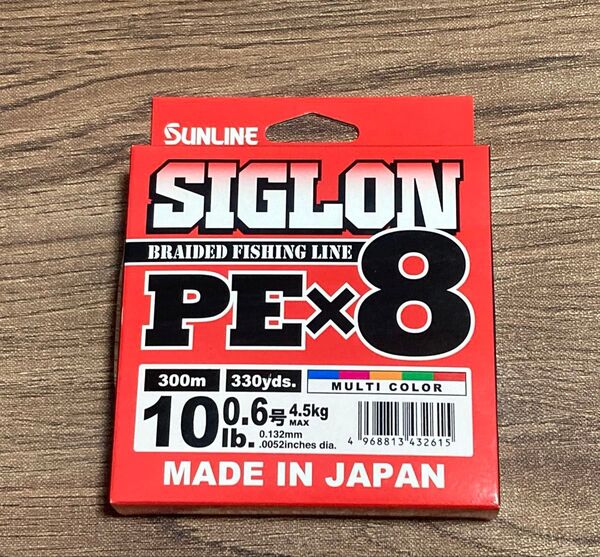 SUNLINE
SIGLON
BRAIDED FISHING LINE
PE×8
300m 330yds. MULTI COLOR
10lb. 0.6号 4.5kg MAX
0.132mm
.0052inches dia.
4 968813 432615
MADE IN JAPAN